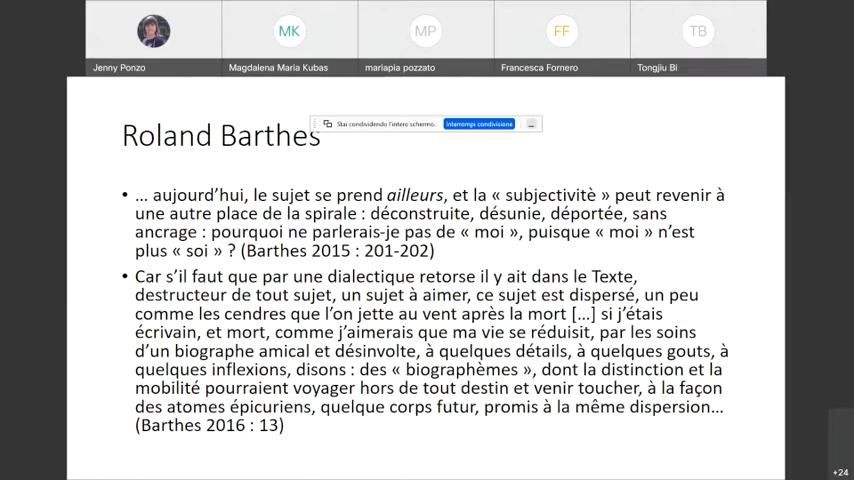 MK
MP
FF
TB
Jenny Ponzo
Magdalena Maria Kubas
mariapia pozzato
Francesca Fornero
Tongjiu Bi
Stai condividendo l'intero schermo.
Interrompi condivisione
Roland Barthes
• … aujourd'hui, le sujet se prend ailleurs, et la « subjectivitè » peut revenir à
une autre place de la spirale : déconstruite, désunie, déportée, sans
ancrage : pourquoi ne parlerais-je pas de « moi », puisque « moi » n'est
plus « soi » ? (Barthes 2015 : 201-202)
• Car s'il faut que par une dialectique retorse il y ait dans le Texte,
destructeur de tout sujet, un sujet à aimer, ce sujet est dispersé, un peu
comme les cendres que l'on jette au vent après la mort […] si j'étais
écrivain, et mort, comme j'aimerais que ma vie se réduisit, par les soins
d'un biographe amical et désinvolte, à quelques détails, à quelques gouts, à
quelques inflexions, disons : des « biographèmes », dont la distinction et la
mobilité pourraient voyager hors de tout destin et venir toucher, à la façon
des atomes épicuriens, quelque corps futur, promis à la même dispersion…
(Barthes 2016 : 13)
+24